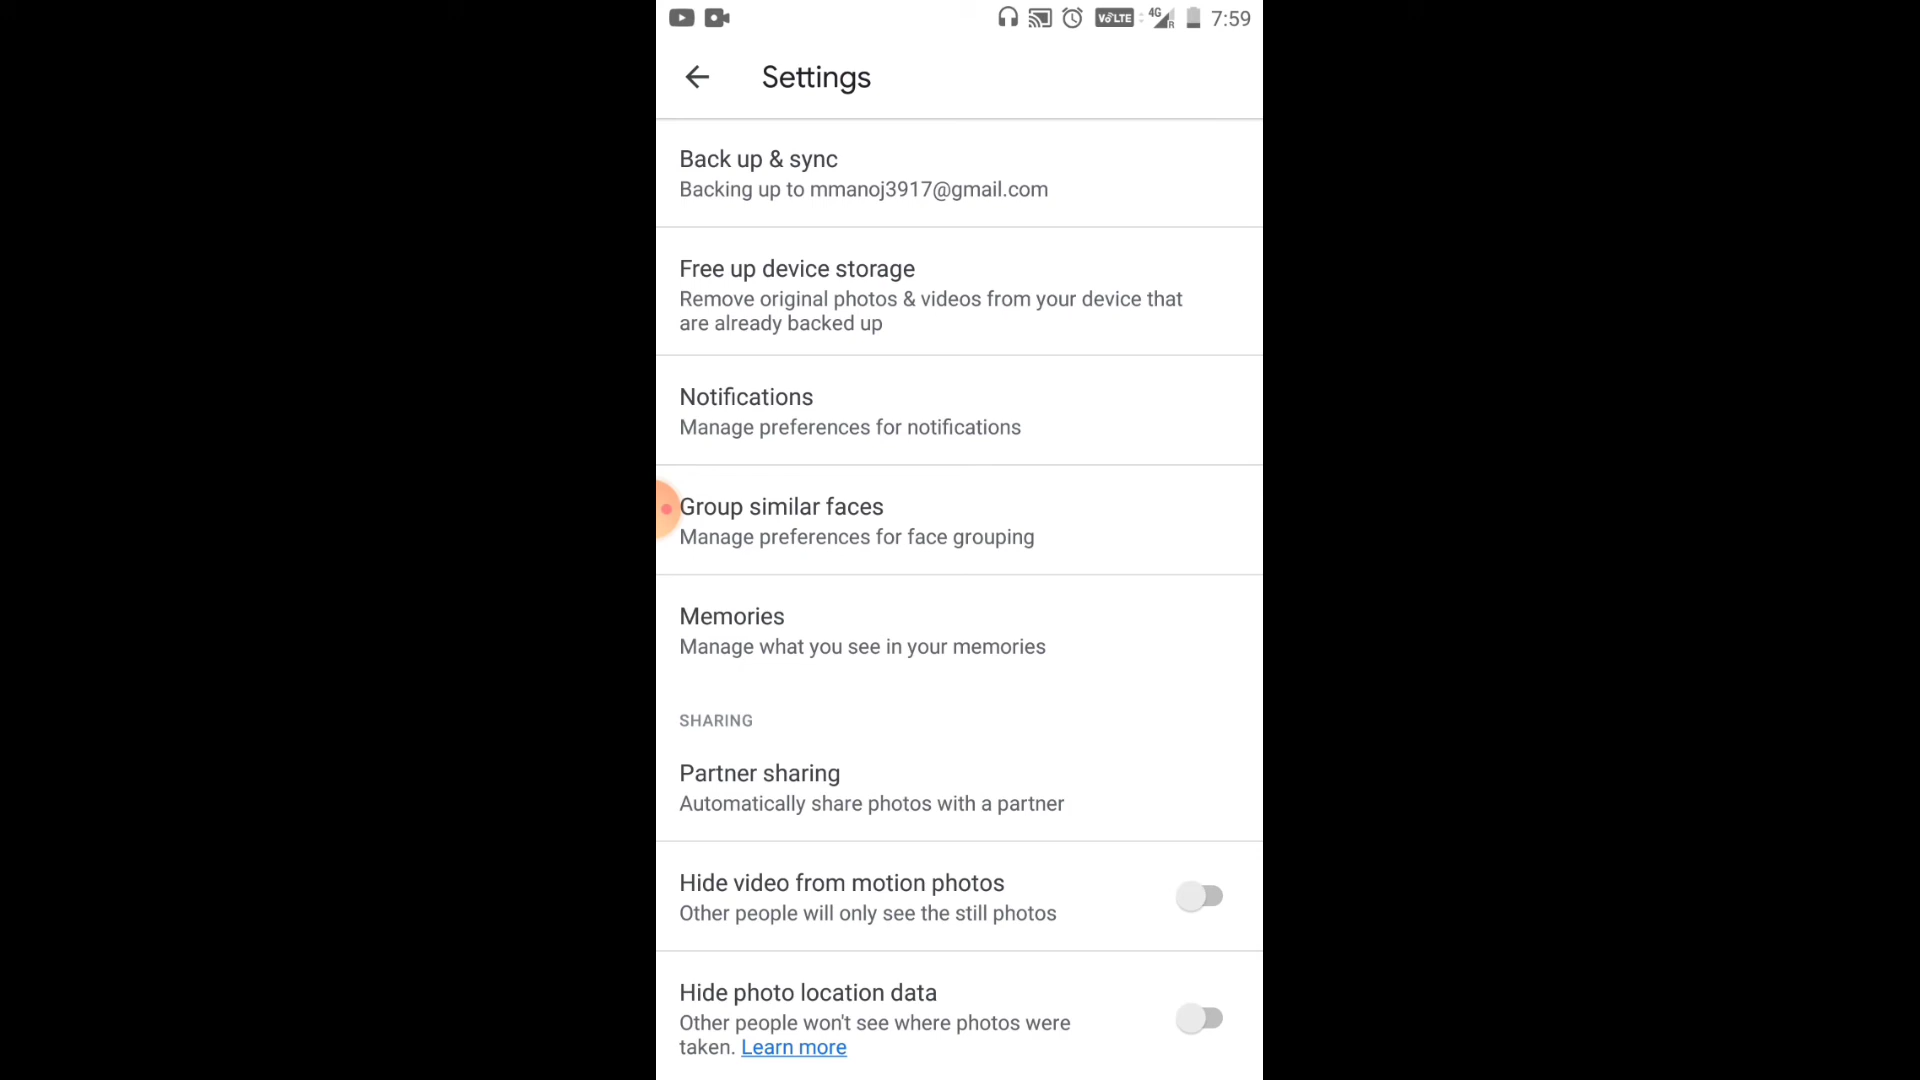 VoLTE 4G R 7:59
Settings
Back up & sync
Backing up to mmanoj3917@gmail.com
Free up device storage
Remove original photos & videos from your device that
are already backed up
Notifications
Manage preferences for notifications
Group similar faces
Manage preferences for face grouping
Memories
Manage what you see in your memories
SHARING
Partner sharing
Automatically share photos with a partner
Hide video from motion photos
Other people will only see the still photos
Hide photo location data
Other people won't see where photos were
taken. Learn more